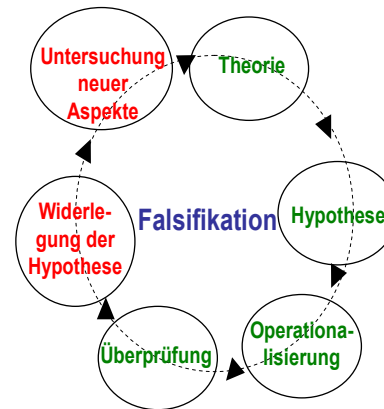 Untersuchung
neuer
Aspekte
Theorie
Hypothese
Operationa-
lisierung
Überprüfung
Widerle-
gung der
Hypothese
Falsifikation